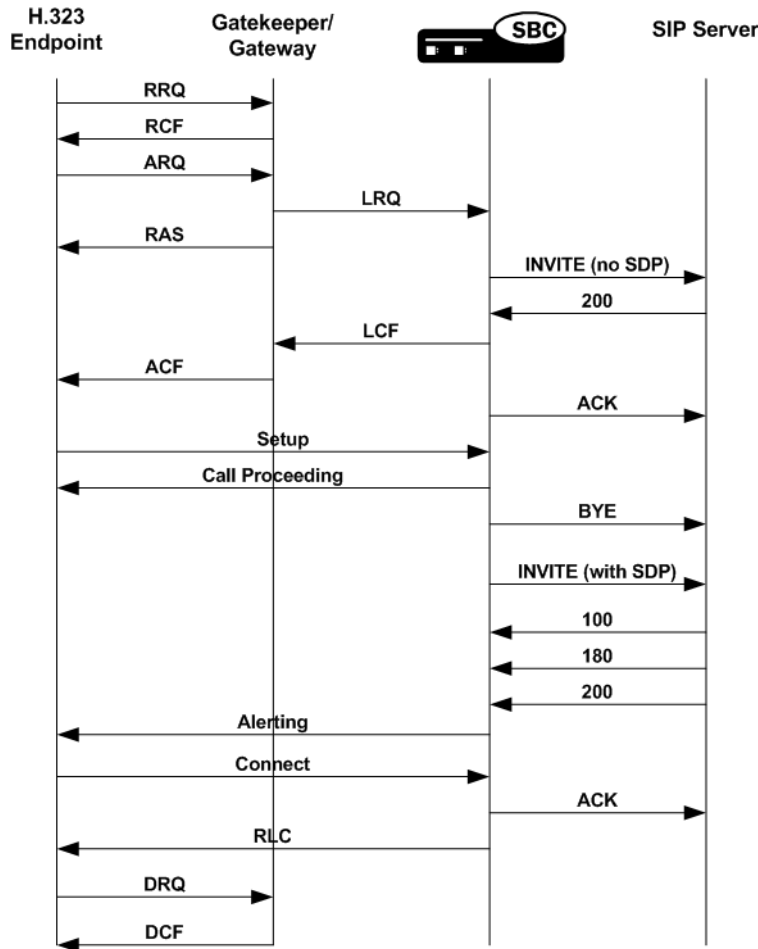 H.323
Endpoint
Gatekeeper/
Gateway
SBC
SIP Server
RRQ
RCF
ARQ
LRQ
RAS
INVITE (no SDP)
200
LCF
ACF
ACK
Setup
Call Proceeding
BYE
INVITE (with SDP)
100
180
200
Alerting
Connect
ACK
RLC
DRQ
DCF